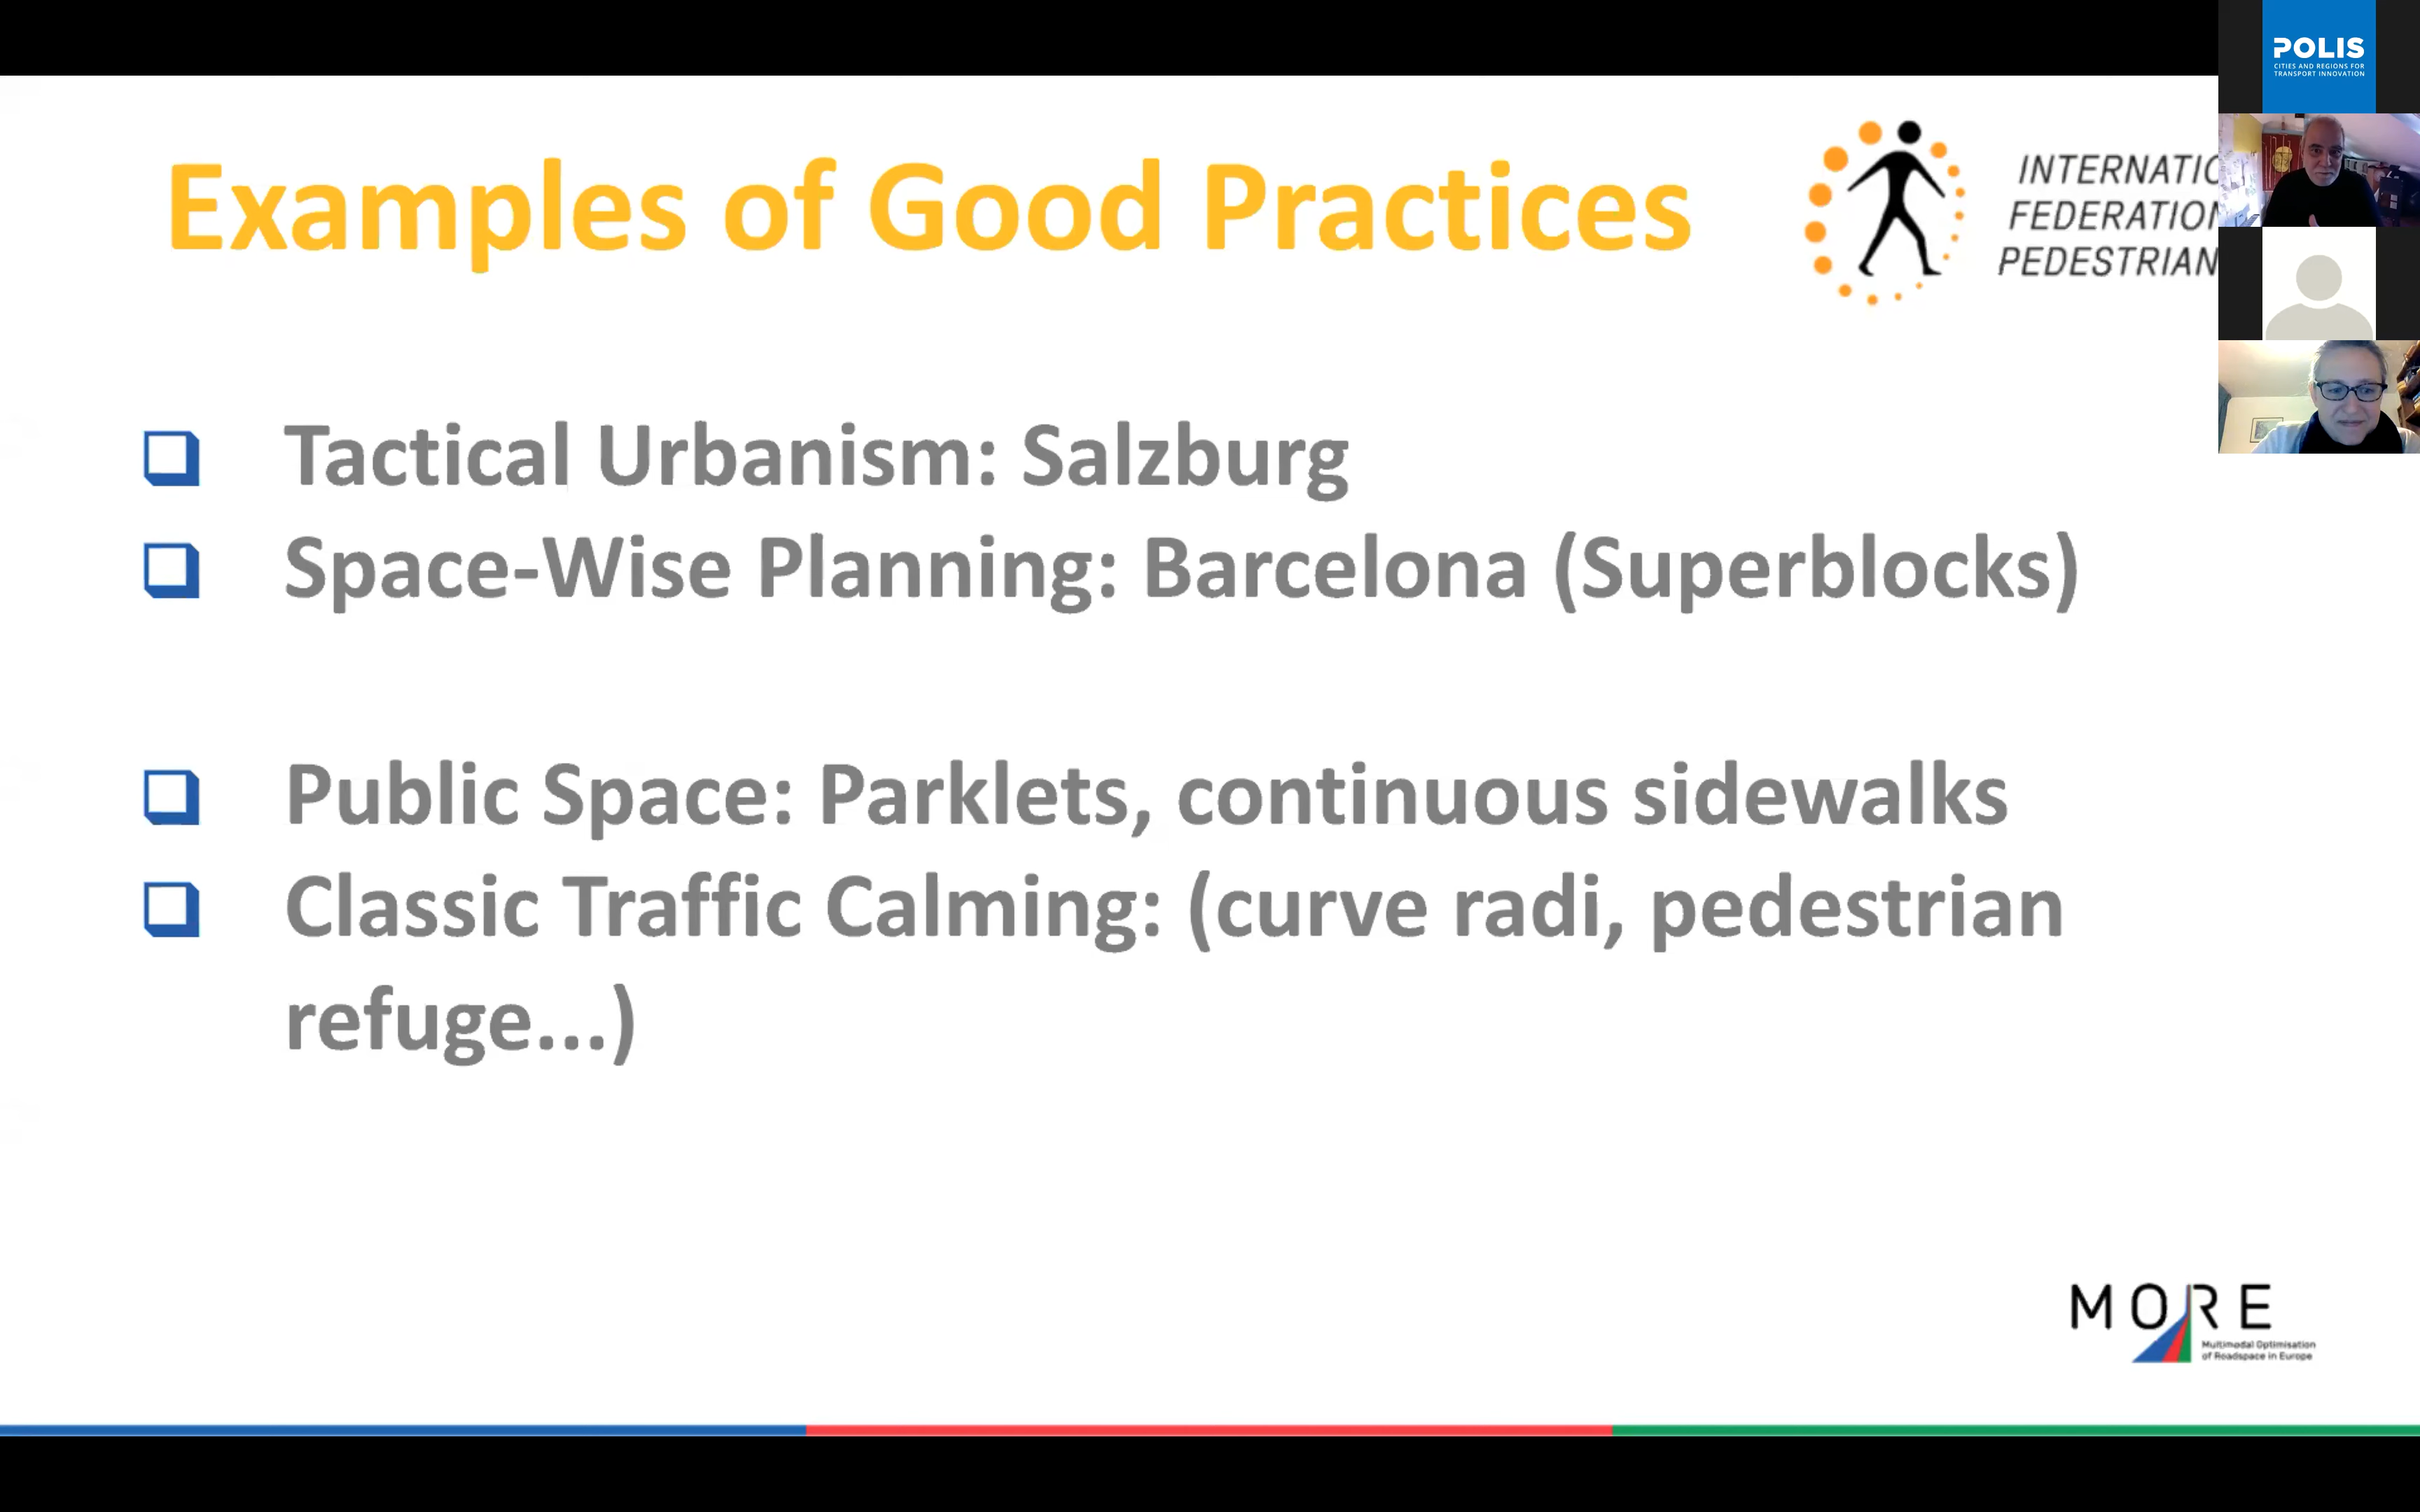 POLIS
CITIES AND REGIONS FOR
TRANSPORT INNOVATION
Examples of Good Practices
INTERNATIO
FEDERATION
PEDESTRIAN
Tactical Urbanism: Salzburg
Space-Wise Planning: Barcelona (Superblocks)
Public Space: Parklets, continuous sidewalks
Classic Traffic Calming: (curve radi, pedestrian
refuge...)
MORE
Multimodal Optimisation
of Roadspace in Europe